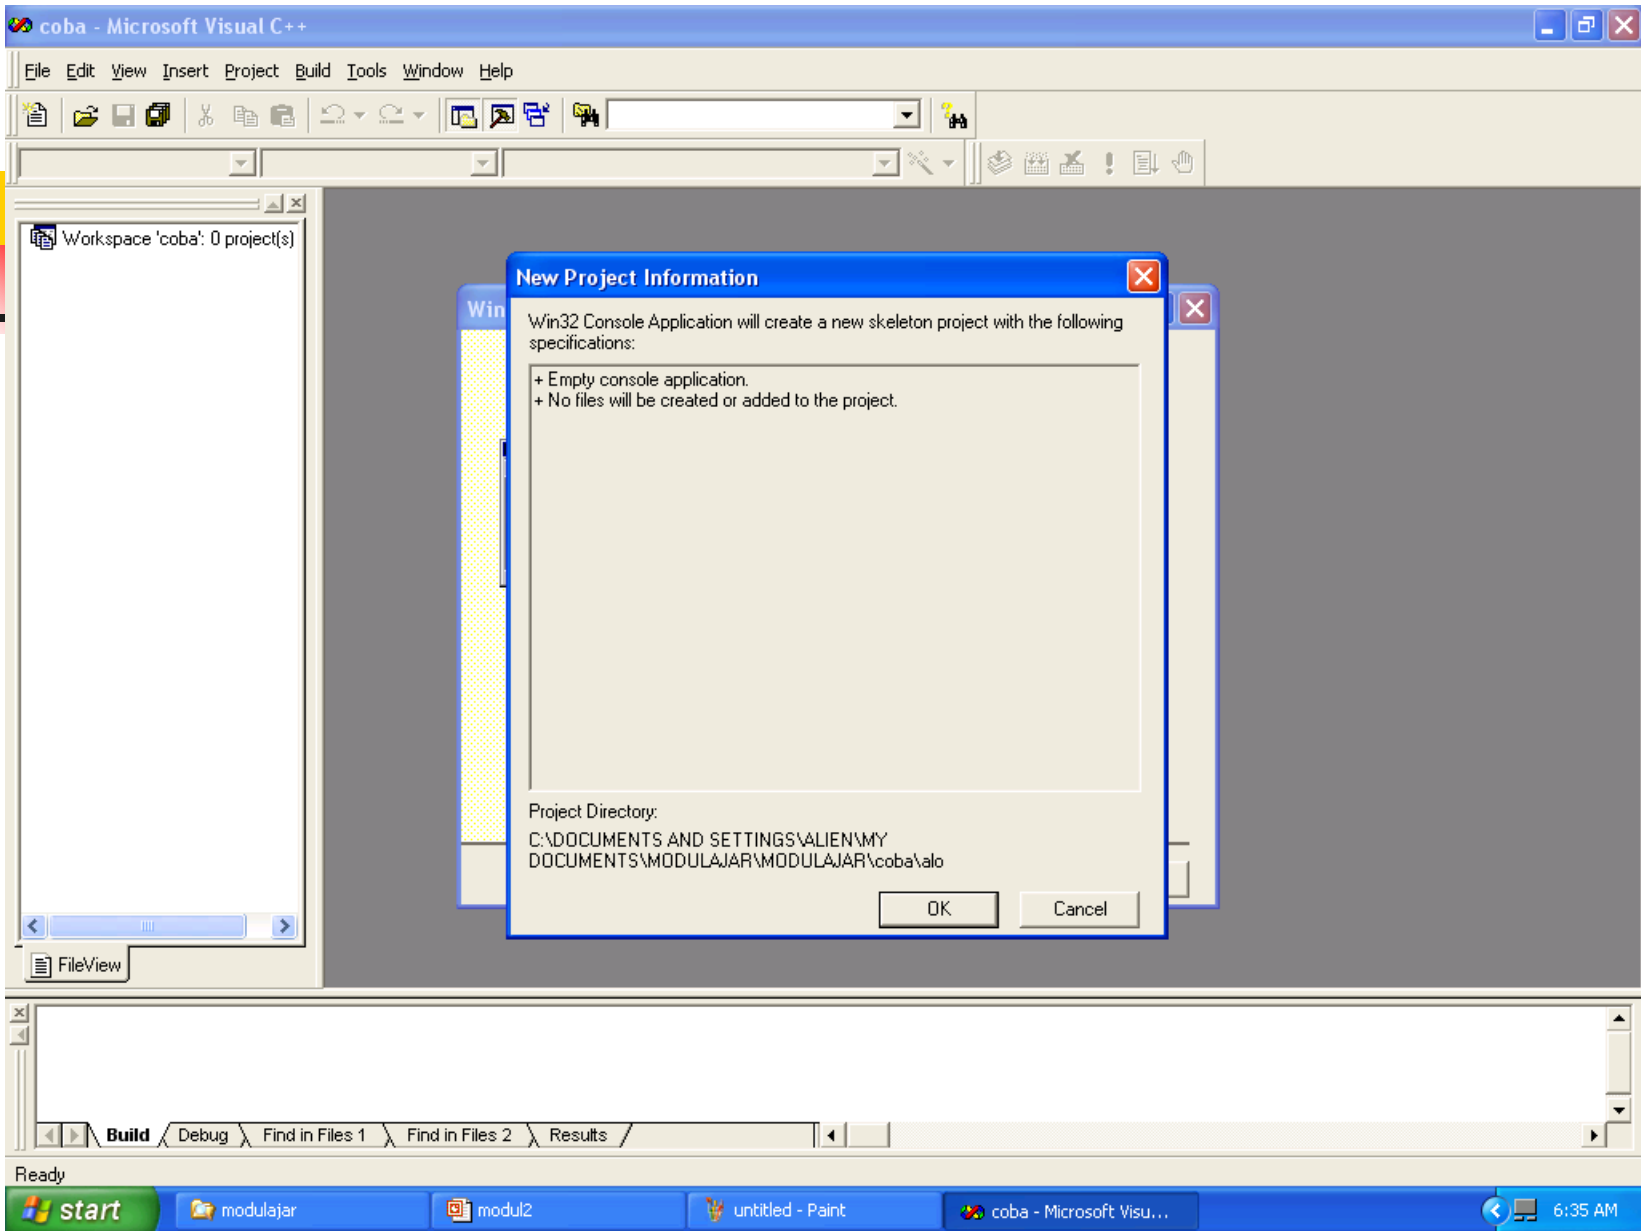 coba - Microsoft Visual C++
File Edit View Insert Project Build Tools Window Help
Workspace 'coba': 0 project(s)
Win
New Project Information
Win32 Console Application will create a new skeleton project with the following
specifications:
+ Empty console application.
+ No files will be created or added to the project.
Project Directory:
C:\DOCUMENTS AND SETTINGS\ALIEN\MY
DOCUMENTS\MODULAJAR\MODULAJAR\coba\alo
OK Cancel
FileView
Build Debug Find in Files 1 Find in Files 2 Results
Ready
start modulajar modul2 untitled - Paint coba - Microsoft Visu... 6:35 AM